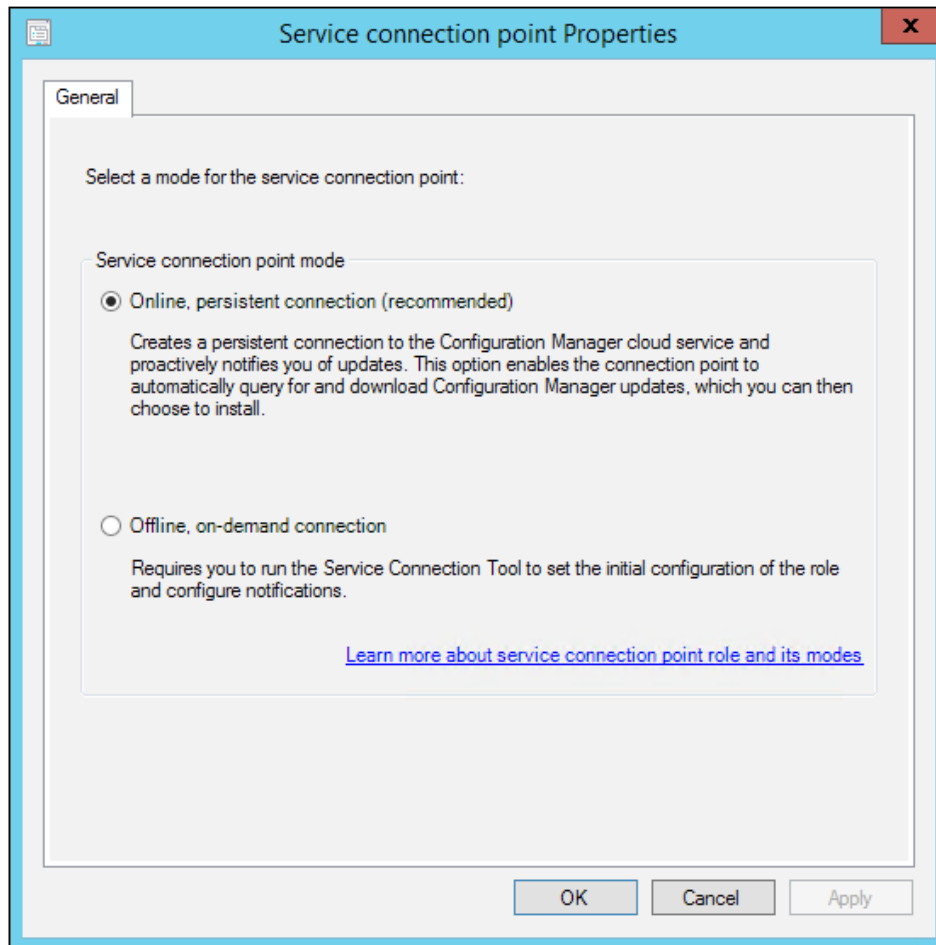 Service connection point Properties
x
General
Select a mode for the service connection point:
Service connection point mode
Online, persistent connection (recommended)
Creates a persistent connection to the Configuration Manager cloud service and
proactively notifies you of updates. This option enables the connection point to
automatically query for and download Configuration Manager updates, which you can then
choose to install.
Offline, on-demand connection
Requires you to run the Service Connection Tool to set the initial configuration of the role
and configure notifications.
Learn more about service connection point role and its modes
OK
Cancel
Apply